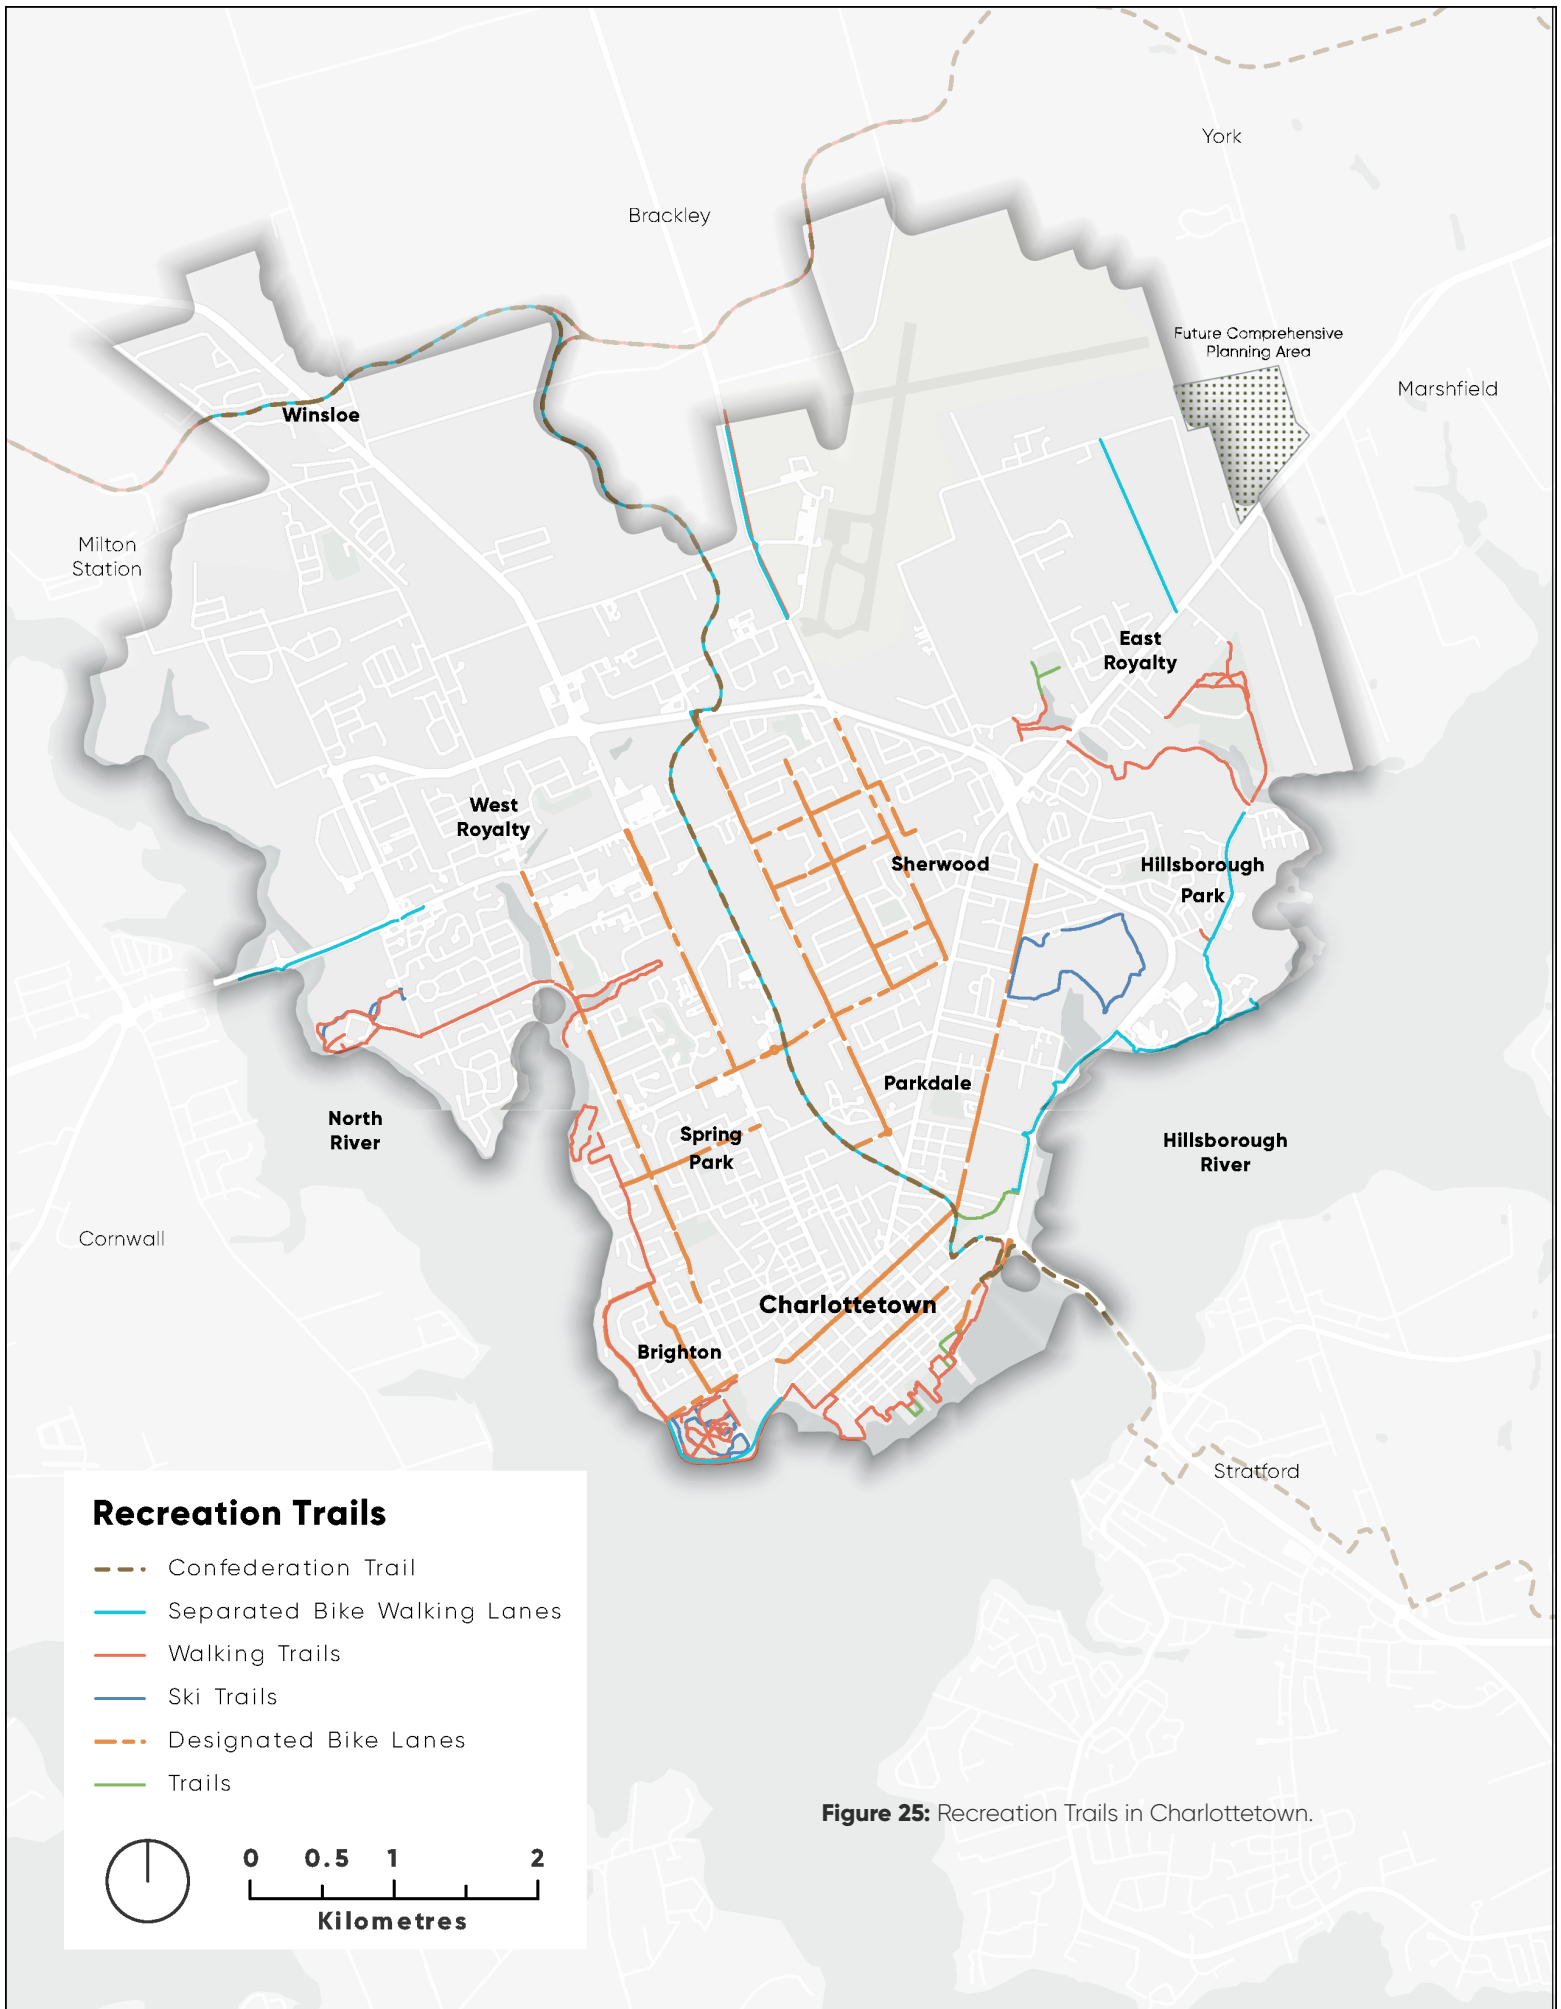 York
Brackley
Future Comprehensive
Planning Area
Marshfield
Winsloe
Milton
Station
East
Royalty
West
Royalty
Sherwood
Hillsborough
Park
Parkdale
North
River
Spring
Park
Hillsborough
River
Cornwall
Charlottetown
Brighton
Stratford
Recreation Trails
Confederation Trail
Separated Bike Walking Lanes
Walking Trails
Ski Trails
Designated Bike Lanes
Trails
Figure 25: Recreation Trails in Charlottetown.
0 0.5 1 2
Kilometres